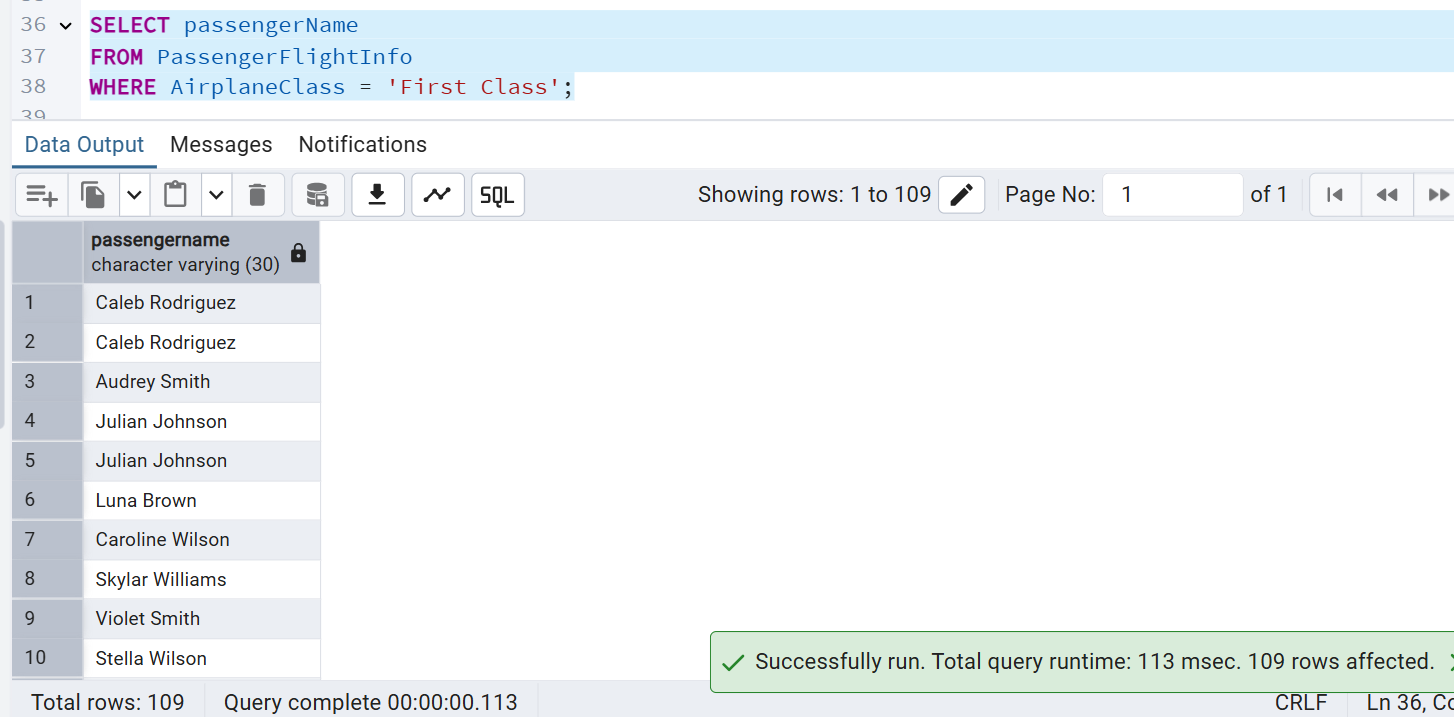 36 SELECT passengerName
37 FROM PassengerFlightInfo
38 WHERE AirplaneClass = 'First Class';
39
Data Output Messages Notifications
SQL Showing rows: 1 to 109 Page No: 1 of 1
passengername
character varying (30)
1 Caleb Rodriguez
2 Caleb Rodriguez
3 Audrey Smith
4 Julian Johnson
5 Julian Johnson
6 Luna Brown
7 Caroline Wilson
8 Skylar Williams
9 Violet Smith
10 Stella Wilson
Successfully run. Total query runtime: 113 msec. 109 rows affected.
Total rows: 109 Query complete 00:00:00.113 CRLF Ln 36, Co